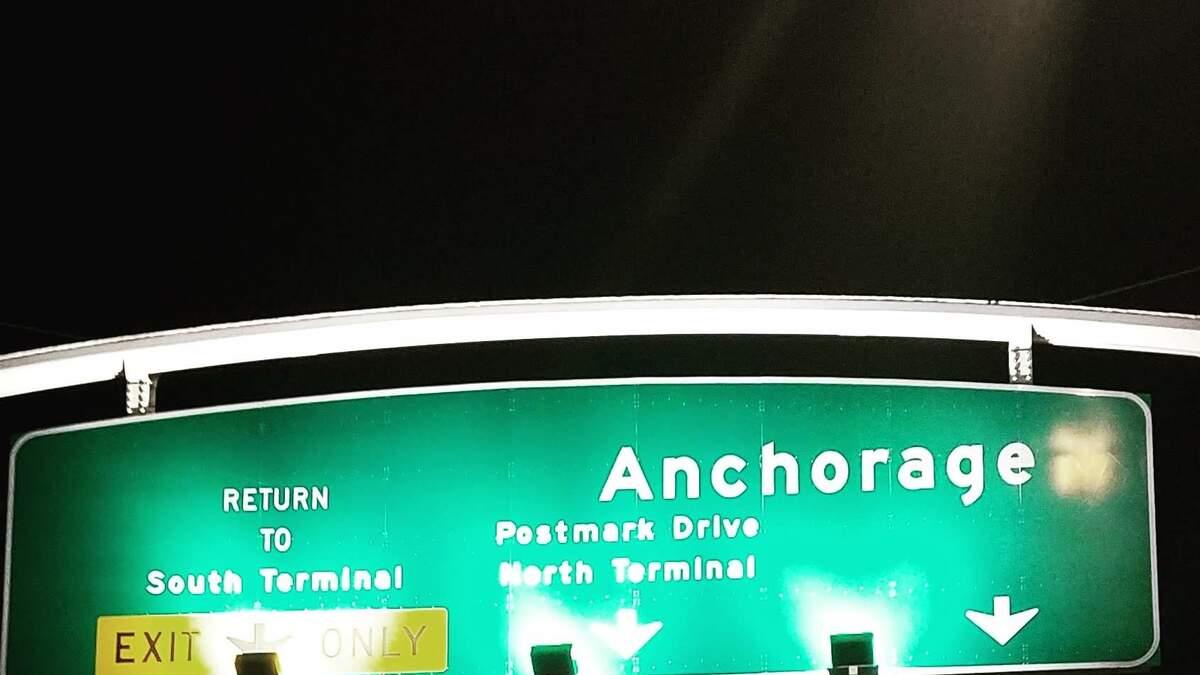 RETURN
TO
South Terminal
EXIT ONLY
Anchorage
Postmark Drive
North Terminal